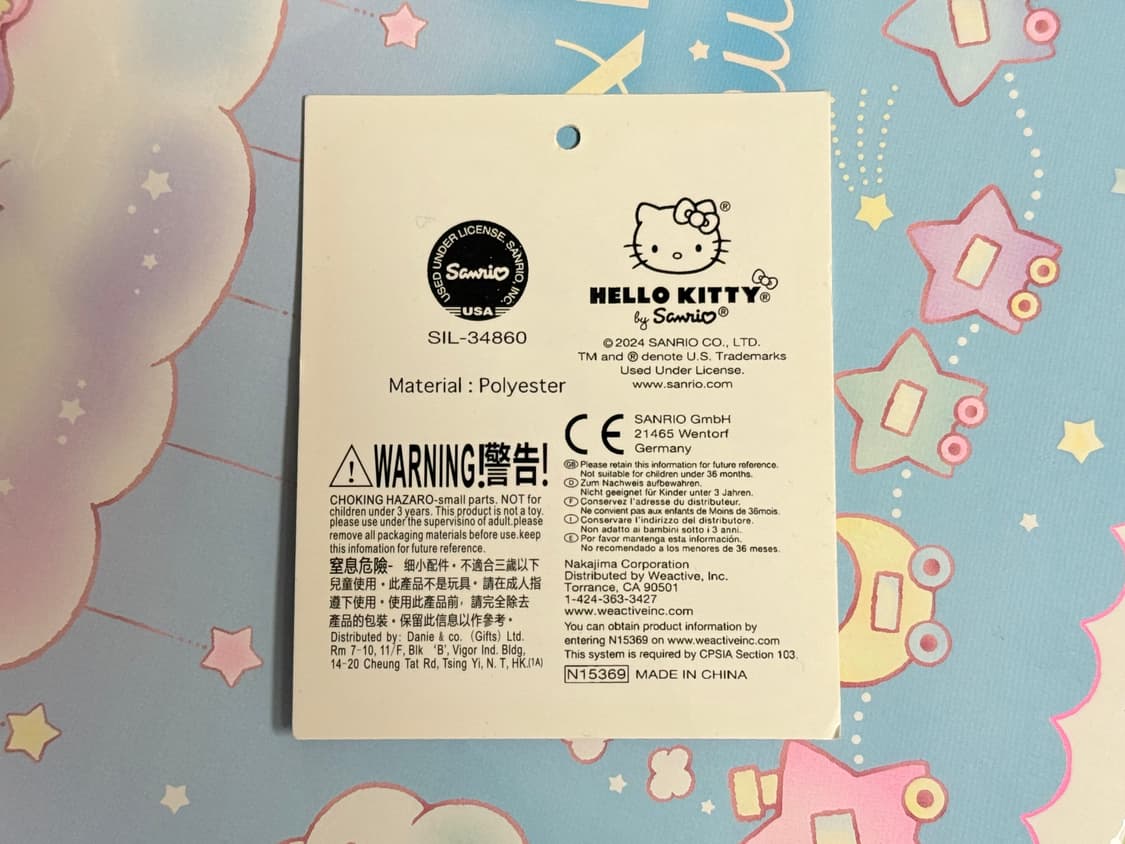 USED UNDER LICENSE. SANRIO, INC.
Sanrio
USA
SIL-34860
HELLO KITTY®
by Sanrio®
©2024 SANRIO CO., LTD.
TM and ® denote U.S. Trademarks
Used Under License.
www.sanrio.com
Material : Polyester
CE
SANRIO GmbH
21465 Wentorf
Germany
WARNING!警告!
CHOKING HAZARO-small parts. NOT for
children under 3 years. This product is not a toy.
please use under the supervisino of adult.please
remove all packaging materials before use.keep
this infomation for future reference.
窒息危險- 細小配件。不適合三歲以下
兒童使用。此產品不是玩具。請在成人指
遵下使用。使用此產品前，請完全除去
產品的包裝。保留此信息以作參考。
Distributed by: Danie & co. (Gifts) Ltd.
Rm 7-10, 11/F, Blk 'B', Vigor Ind. Bldg,
14-20 Cheung Tat Rd, Tsing Yi, N. T, HK.(1A)
GB Please retain this information for future reference.
Not suitable for children under 36 months.
D Zum Nachweis aufbewahren.
Nicht geeignet für Kinder unter 3 Jahren.
F Conservez l'adresse du distributeur.
Ne convient pas aux enfants de Moins de 36mois.
I Conservare l'indirizzo del distributore.
Non adatto ai bambini sotto i 3 anni.
E Por favor mantenga esta información.
No recomendado a los menores de 36 meses.
Nakajima Corporation
Distributed by Weactive, Inc.
Torrance, CA 90501
1-424-363-3427
www.weactiveinc.com
You can obtain product information by
entering N15369 on www.weactiveinc.com
This system is required by CPSIA Section 103.
N15369 MADE IN CHINA